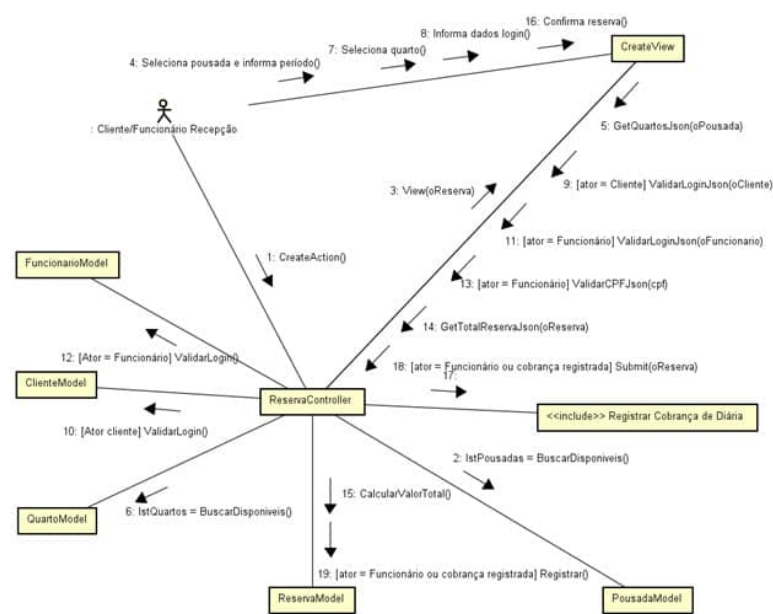 16: Confirma reserva()
8: Informa dados login()
7: Seleciona quarto()
CreateView
4: Seleciona pousada e informa período()
: Cliente/Funcionário Recepção
5: GetQuartosJson(oPousada)
9: [ator = Cliente] ValidarLoginJson(oCliente)
3: View(oReserva)
11: [ator = Funcionário] ValidarLoginJson(oFuncionario)
1: CreateAction()
FuncionarioModel
13: [ator = Funcionário] ValidarCPFJson(cpf)
14: GetTotalReservaJson(oReserva)
12: [Ator = Funcionário] ValidarLogin()
18: [ator = Funcionário ou cobrança registrada] Submit(oReserva)
17:
ClienteModel
ReservaController
<<include>> Registrar Cobrança de Diária
10: [Ator cliente] ValidarLogin()
2: lstPousadas = BuscarDisponiveis()
15: CalcularValorTotal()
6: lstQuartos = BuscarDisponiveis()
QuartoModel
19: [ator = Funcionário ou cobrança registrada] Registrar()
ReservaModel
PousadaModel